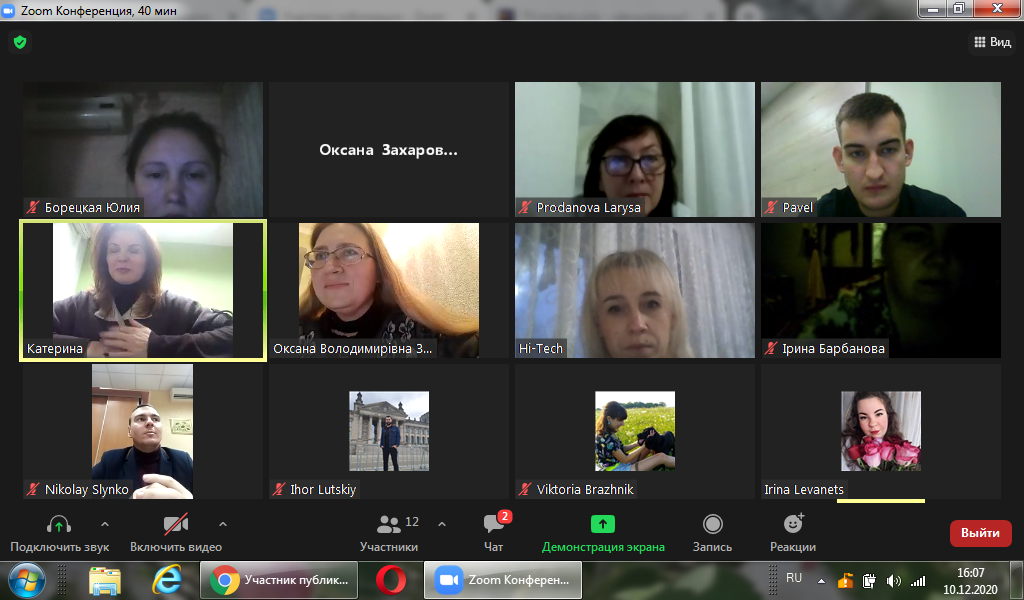 Zoom Конференция, 40 мин
Вид
Борецкая Юлия
Оксана Захаров...
Prodanova Larysa
Pavel
Катерина
Оксана Володимирівна З...
Hi-Tech
Ірина Барбанова
Nikolay Slynko
Ihor Lutskiy
Viktoria Brazhnik
Irina Levanets
Подключить звук
Включить видео
12
Участники
2
Чат
Демонстрация экрана
Запись
Реакции
Выйти
Участник публик...
Zoom Конферен...
RU
16:07
10.12.2020